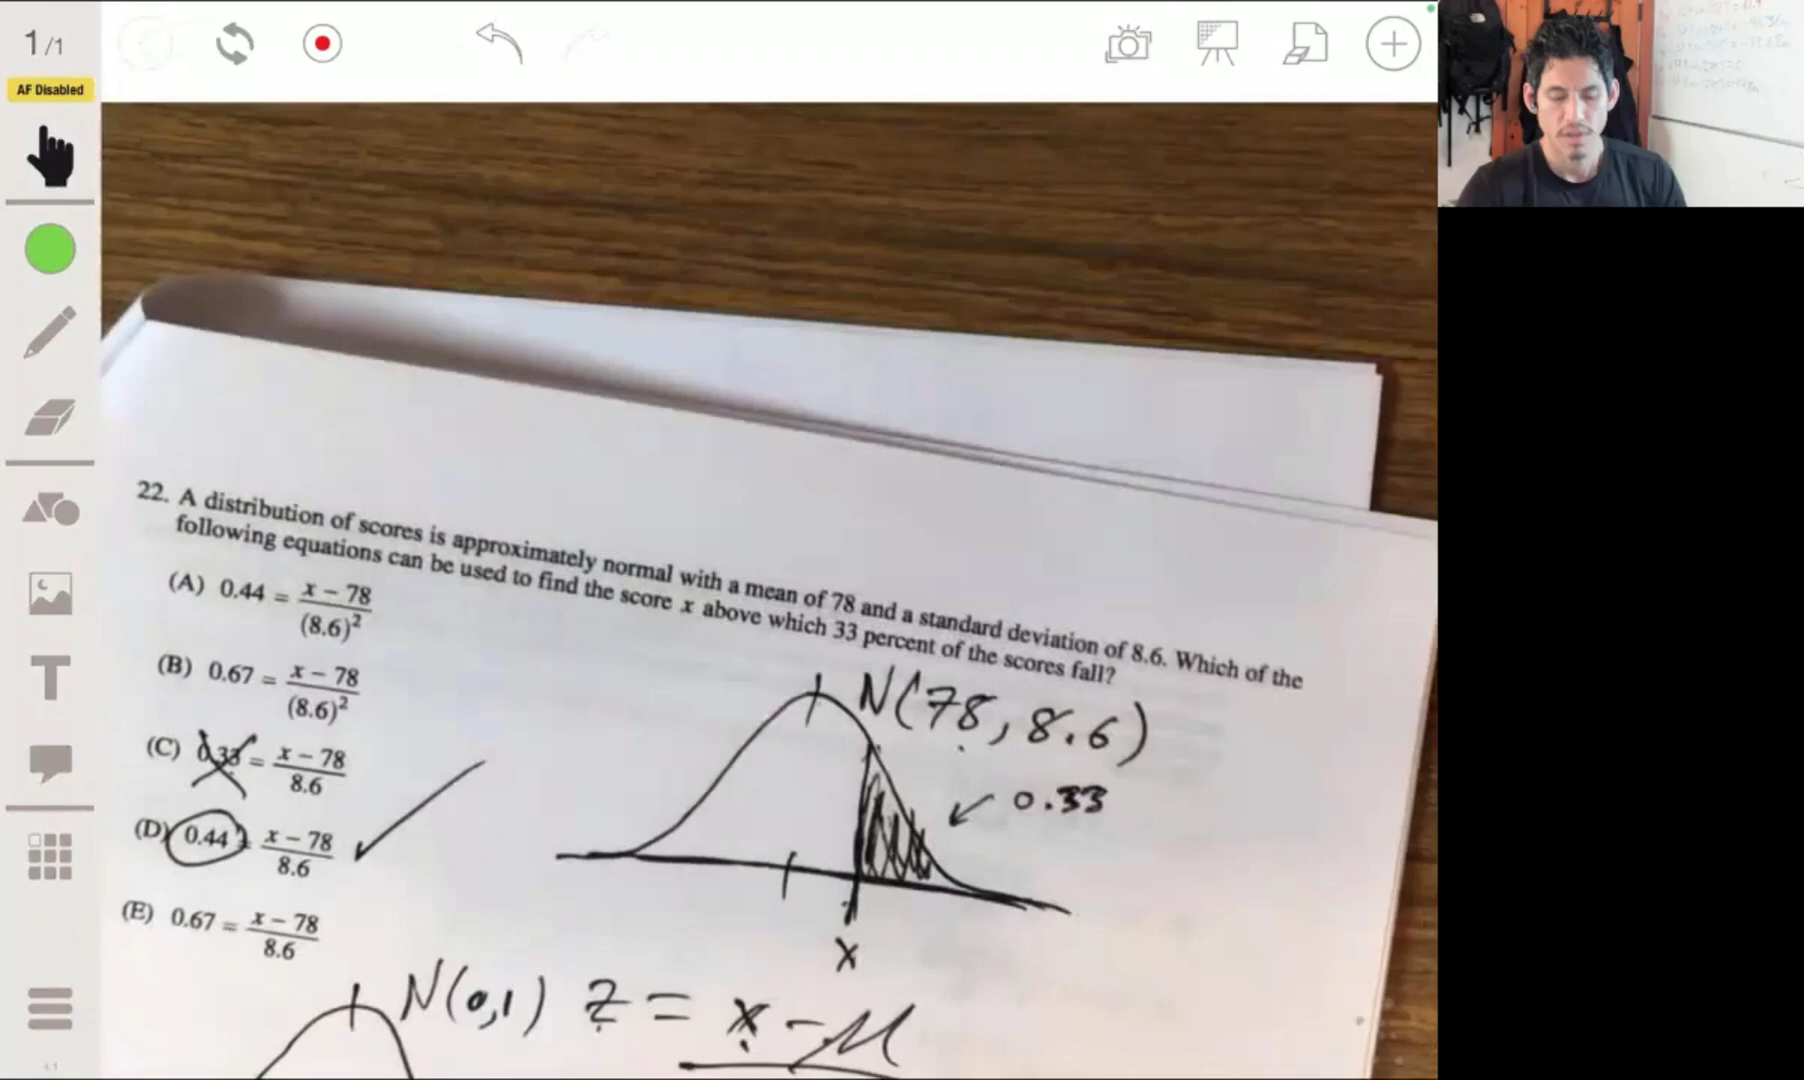 1/1
AF Disabled
22. A distribution of scores is approximately normal with a mean of 78 and a standard deviation of 8.6. Which of the
following equations can be used to find the score x above which 33 percent of the scores fall?
(A) 0.44 = x – 78 / (8.6)²
(B) 0.67 = x – 78 / (8.6)²
(C) 0.33 = x – 78 / 8.6
(D) 0.44 = x – 78 / 8.6
(E) 0.67 = x – 78 / 8.6
N(78, 8.6)
0.33
x
N(0,1) z = x – μ
T